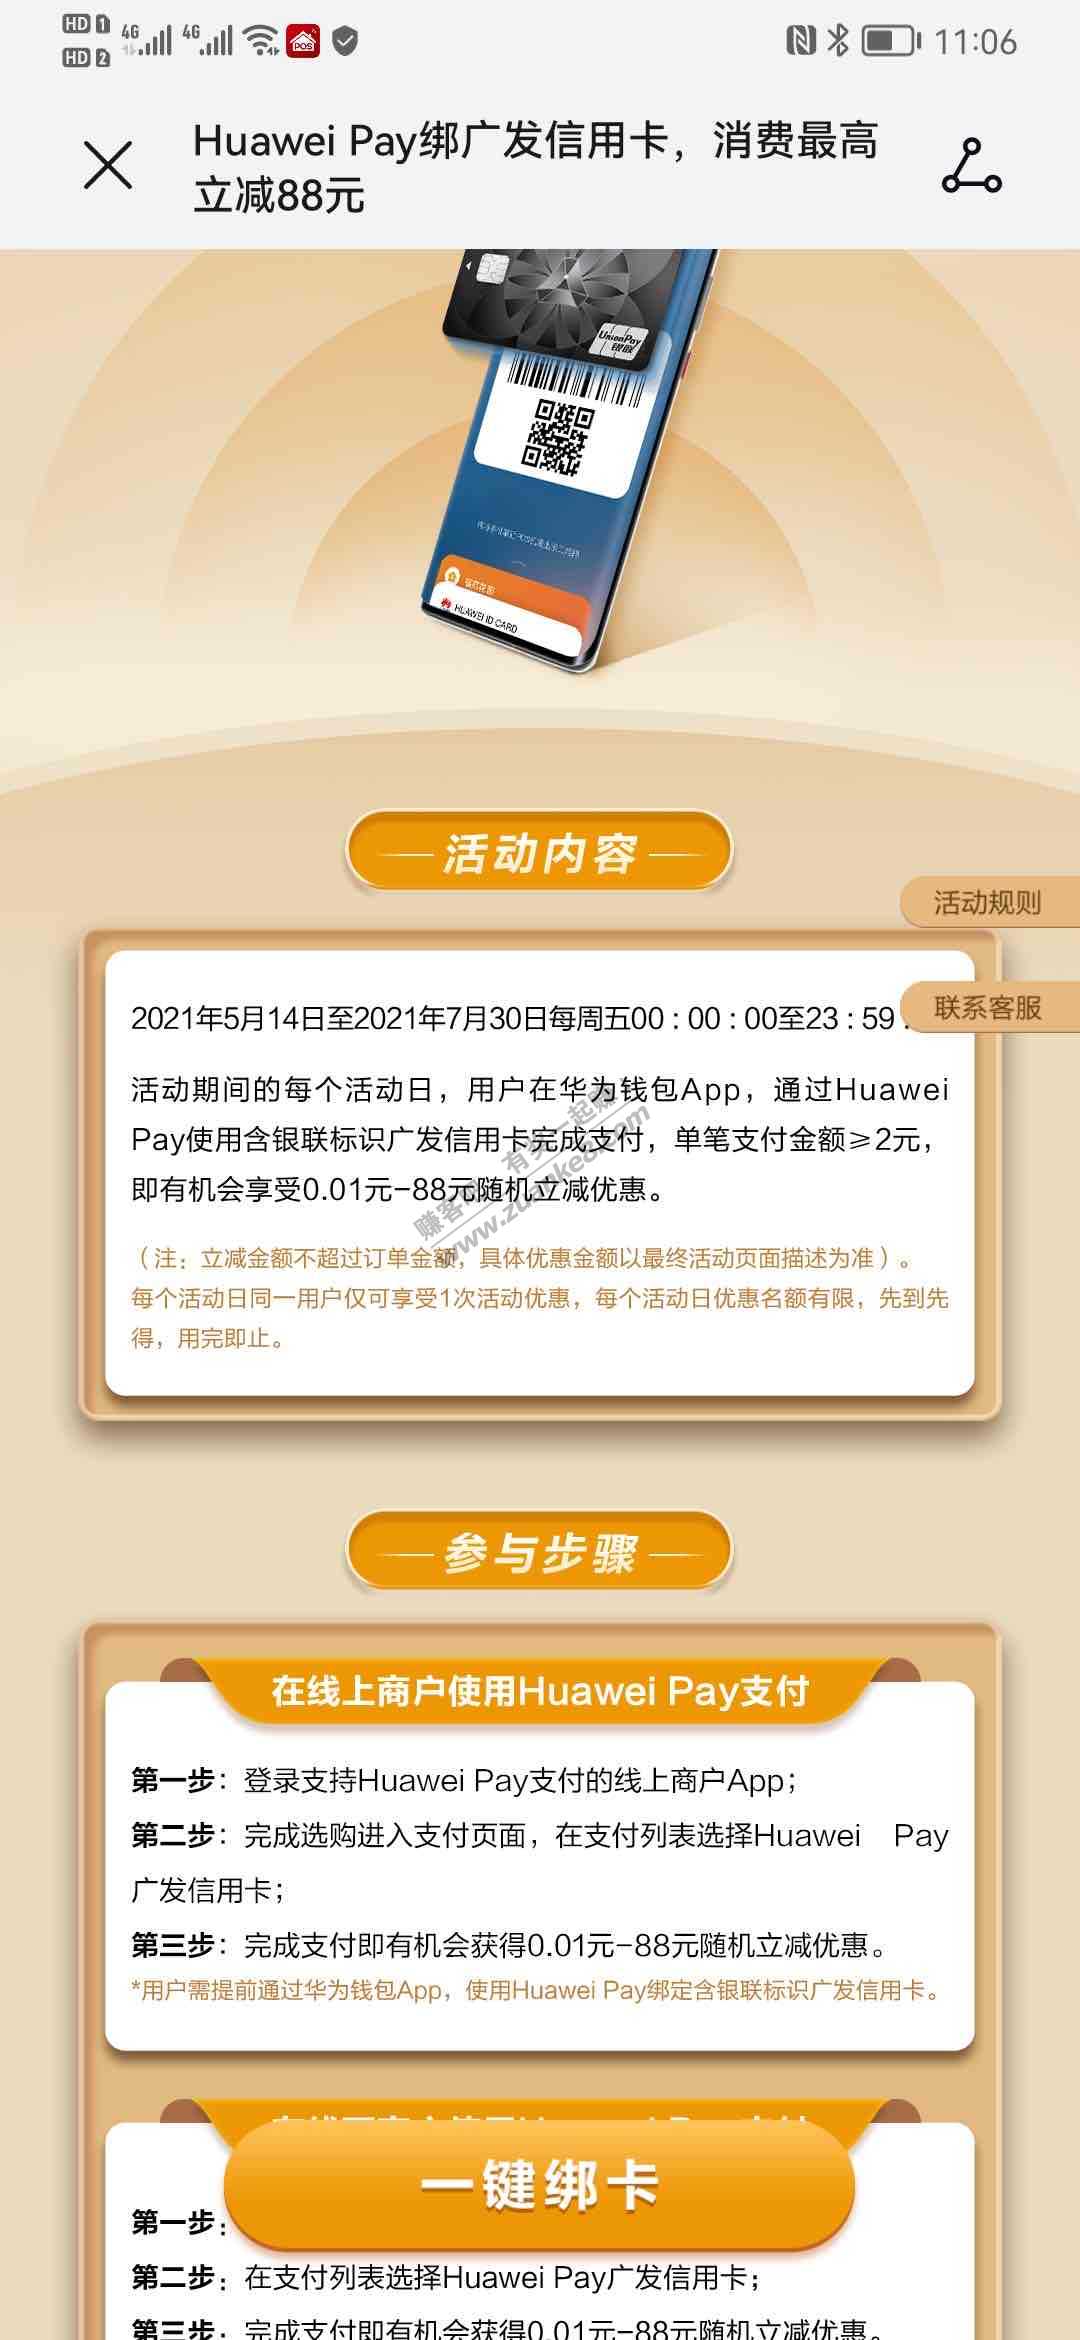 HD 1 4G 4G POS 11:06
HD 2
Huawei Pay绑广发信用卡，消费最高
立减88元
UnionPay
银联
HUAWEI ID CARD
活动内容
活动规则
2021年5月14日至2021年7月30日每周五00：00：00至23：59：
联系客服
活动期间的每个活动日，用户在华为钱包App，通过Huawei
Pay使用含银联标识广发信用卡完成支付，单笔支付金额≥2元，
即有机会享受0.01元-88元随机立减优惠。
赚客吧 有奖一起赚
www.zuanke8.com
（注：立减金额不超过订单金额，具体优惠金额以最终活动页面描述为准）。
每个活动日同一用户仅可享受1次活动优惠，每个活动日优惠名额有限，先到先
得，用完即止。
参与步骤
在线上商户使用Huawei Pay支付
第一步：登录支持Huawei Pay支付的线上商户App；
第二步：完成选购进入支付页面，在支付列表选择Huawei Pay
广发信用卡；
第三步：完成支付即有机会获得0.01元-88元随机立减优惠。
*用户需提前通过华为钱包App，使用Huawei Pay绑定含银联标识广发信用卡。
一键绑卡
第一步：
第二步：在支付列表选择Huawei Pay广发信用卡；
第三步：完成支付即有机会获得0.01元-88元随机立减优惠。